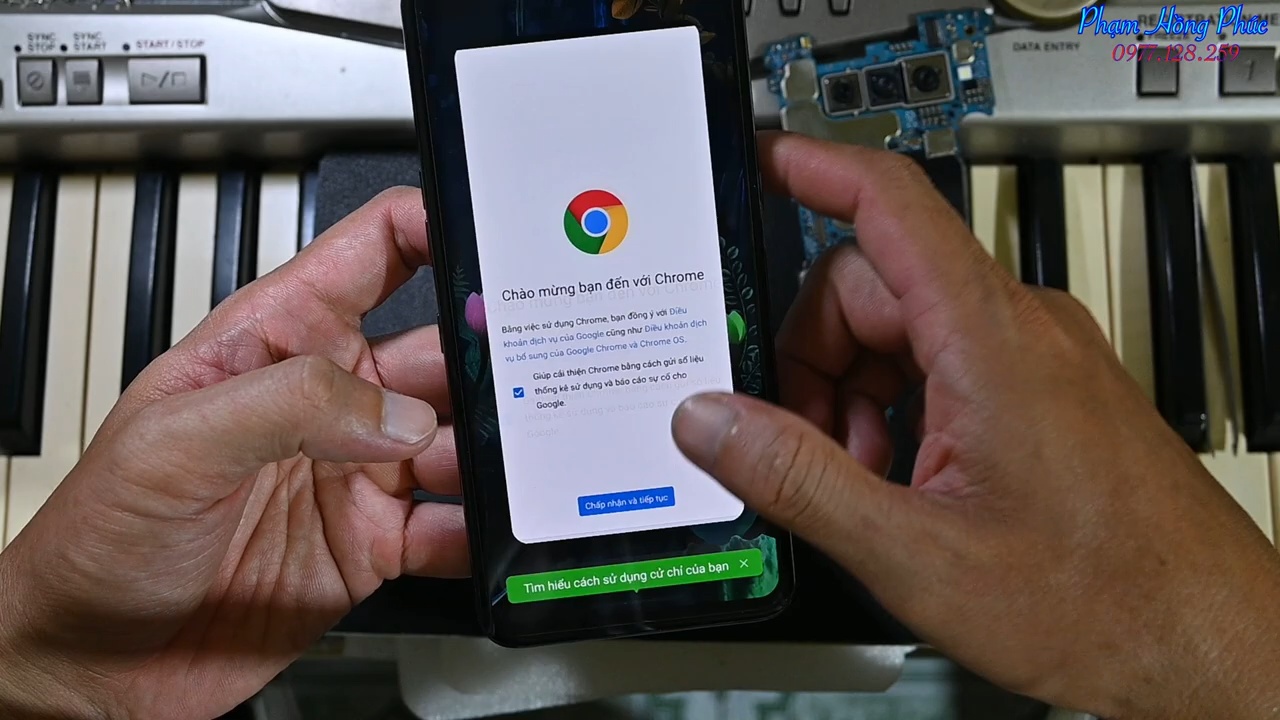 Phạm Hồng Phúc
0977.128.259
SYNC STOP
SYNC START
START/STOP
DATA ENTRY
Chào mừng bạn đến với Chrome
Bằng việc sử dụng Chrome, bạn đồng ý với Điều
khoản dịch vụ của Google cũng như Điều khoản dịch
vụ bổ sung của Google Chrome và Chrome OS.
Giúp cải thiện Chrome bằng cách gửi số liệu
thống kê sử dụng và báo cáo sự cố cho
Google.
Chấp nhận và tiếp tục
Tìm hiểu cách sử dụng cử chỉ của bạn